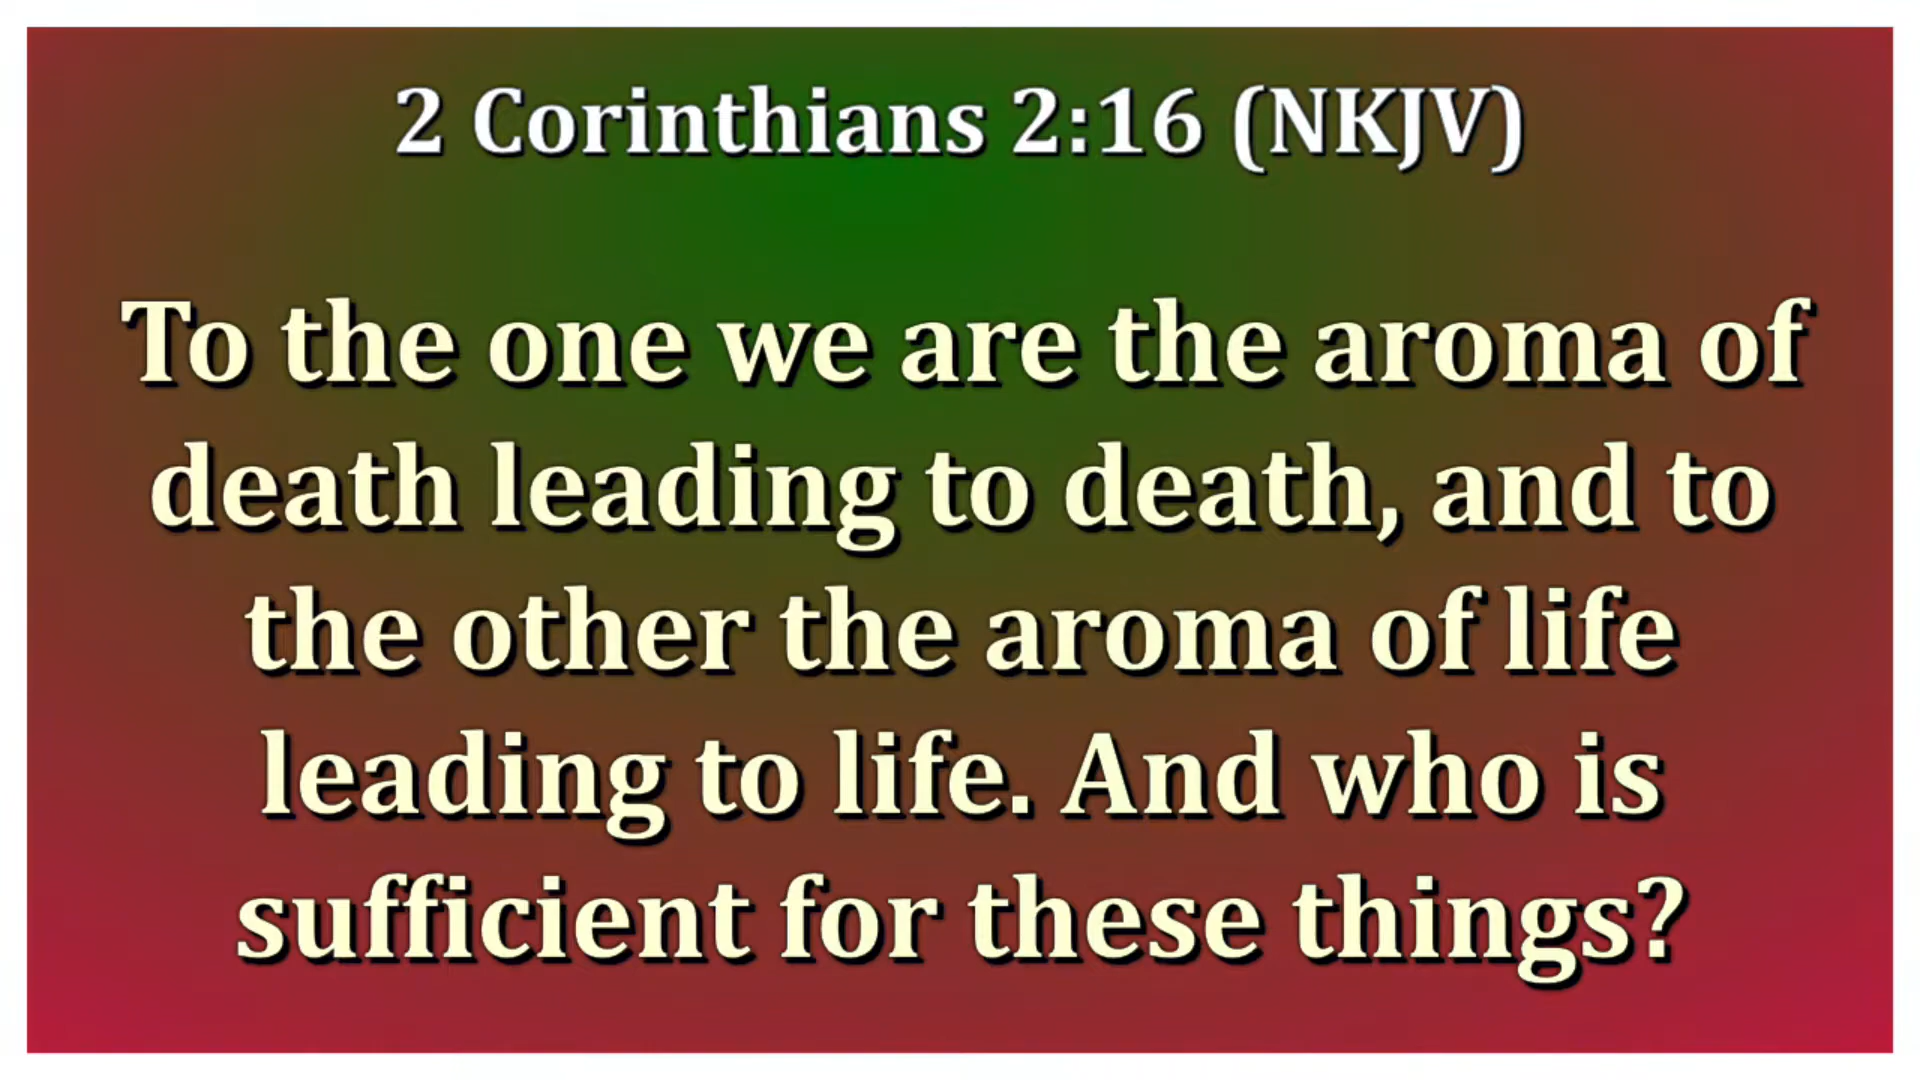 2 Corinthians 2:16 (NKJV)
To the one we are the aroma of
death leading to death, and to
the other the aroma of life
leading to life. And who is
sufficient for these things?